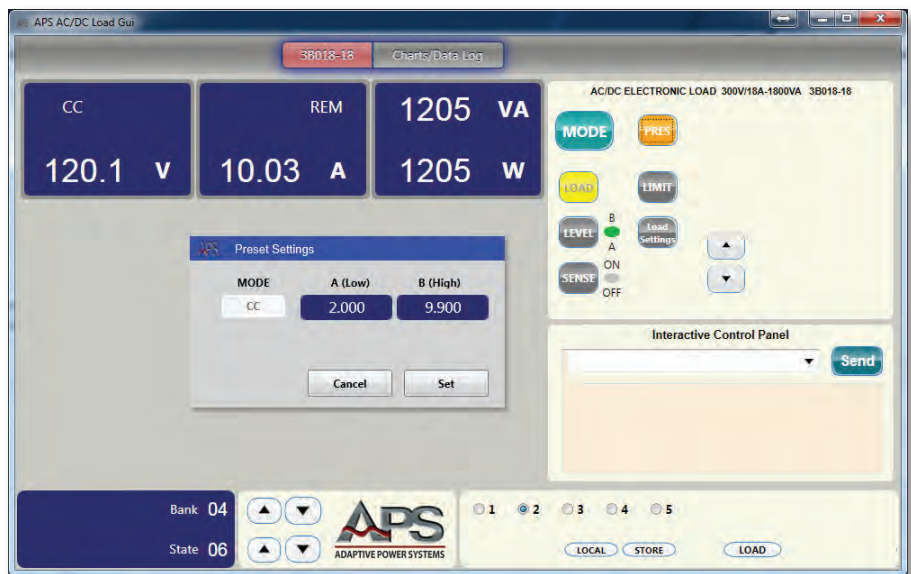 APS AC/DC Load Gui
3B018-18 Charts/Data Log
CC
120.1 V
REM
10.03 A
1205 VA
1205 W
AC/DC ELECTRONIC LOAD 300V/18A-1800VA 3B018-18
MODE PRES
LOAD LIMIT
LEVEL B A Load Settings
SENSE ON OFF
APS Preset Settings
MODE A (Low) B (High)
CC 2.000 9.900
Cancel Set
Interactive Control Panel
Send
Bank 04
State 06
APS
ADAPTIVE POWER SYSTEMS
1 2 3 4 5
LOCAL STORE LOAD